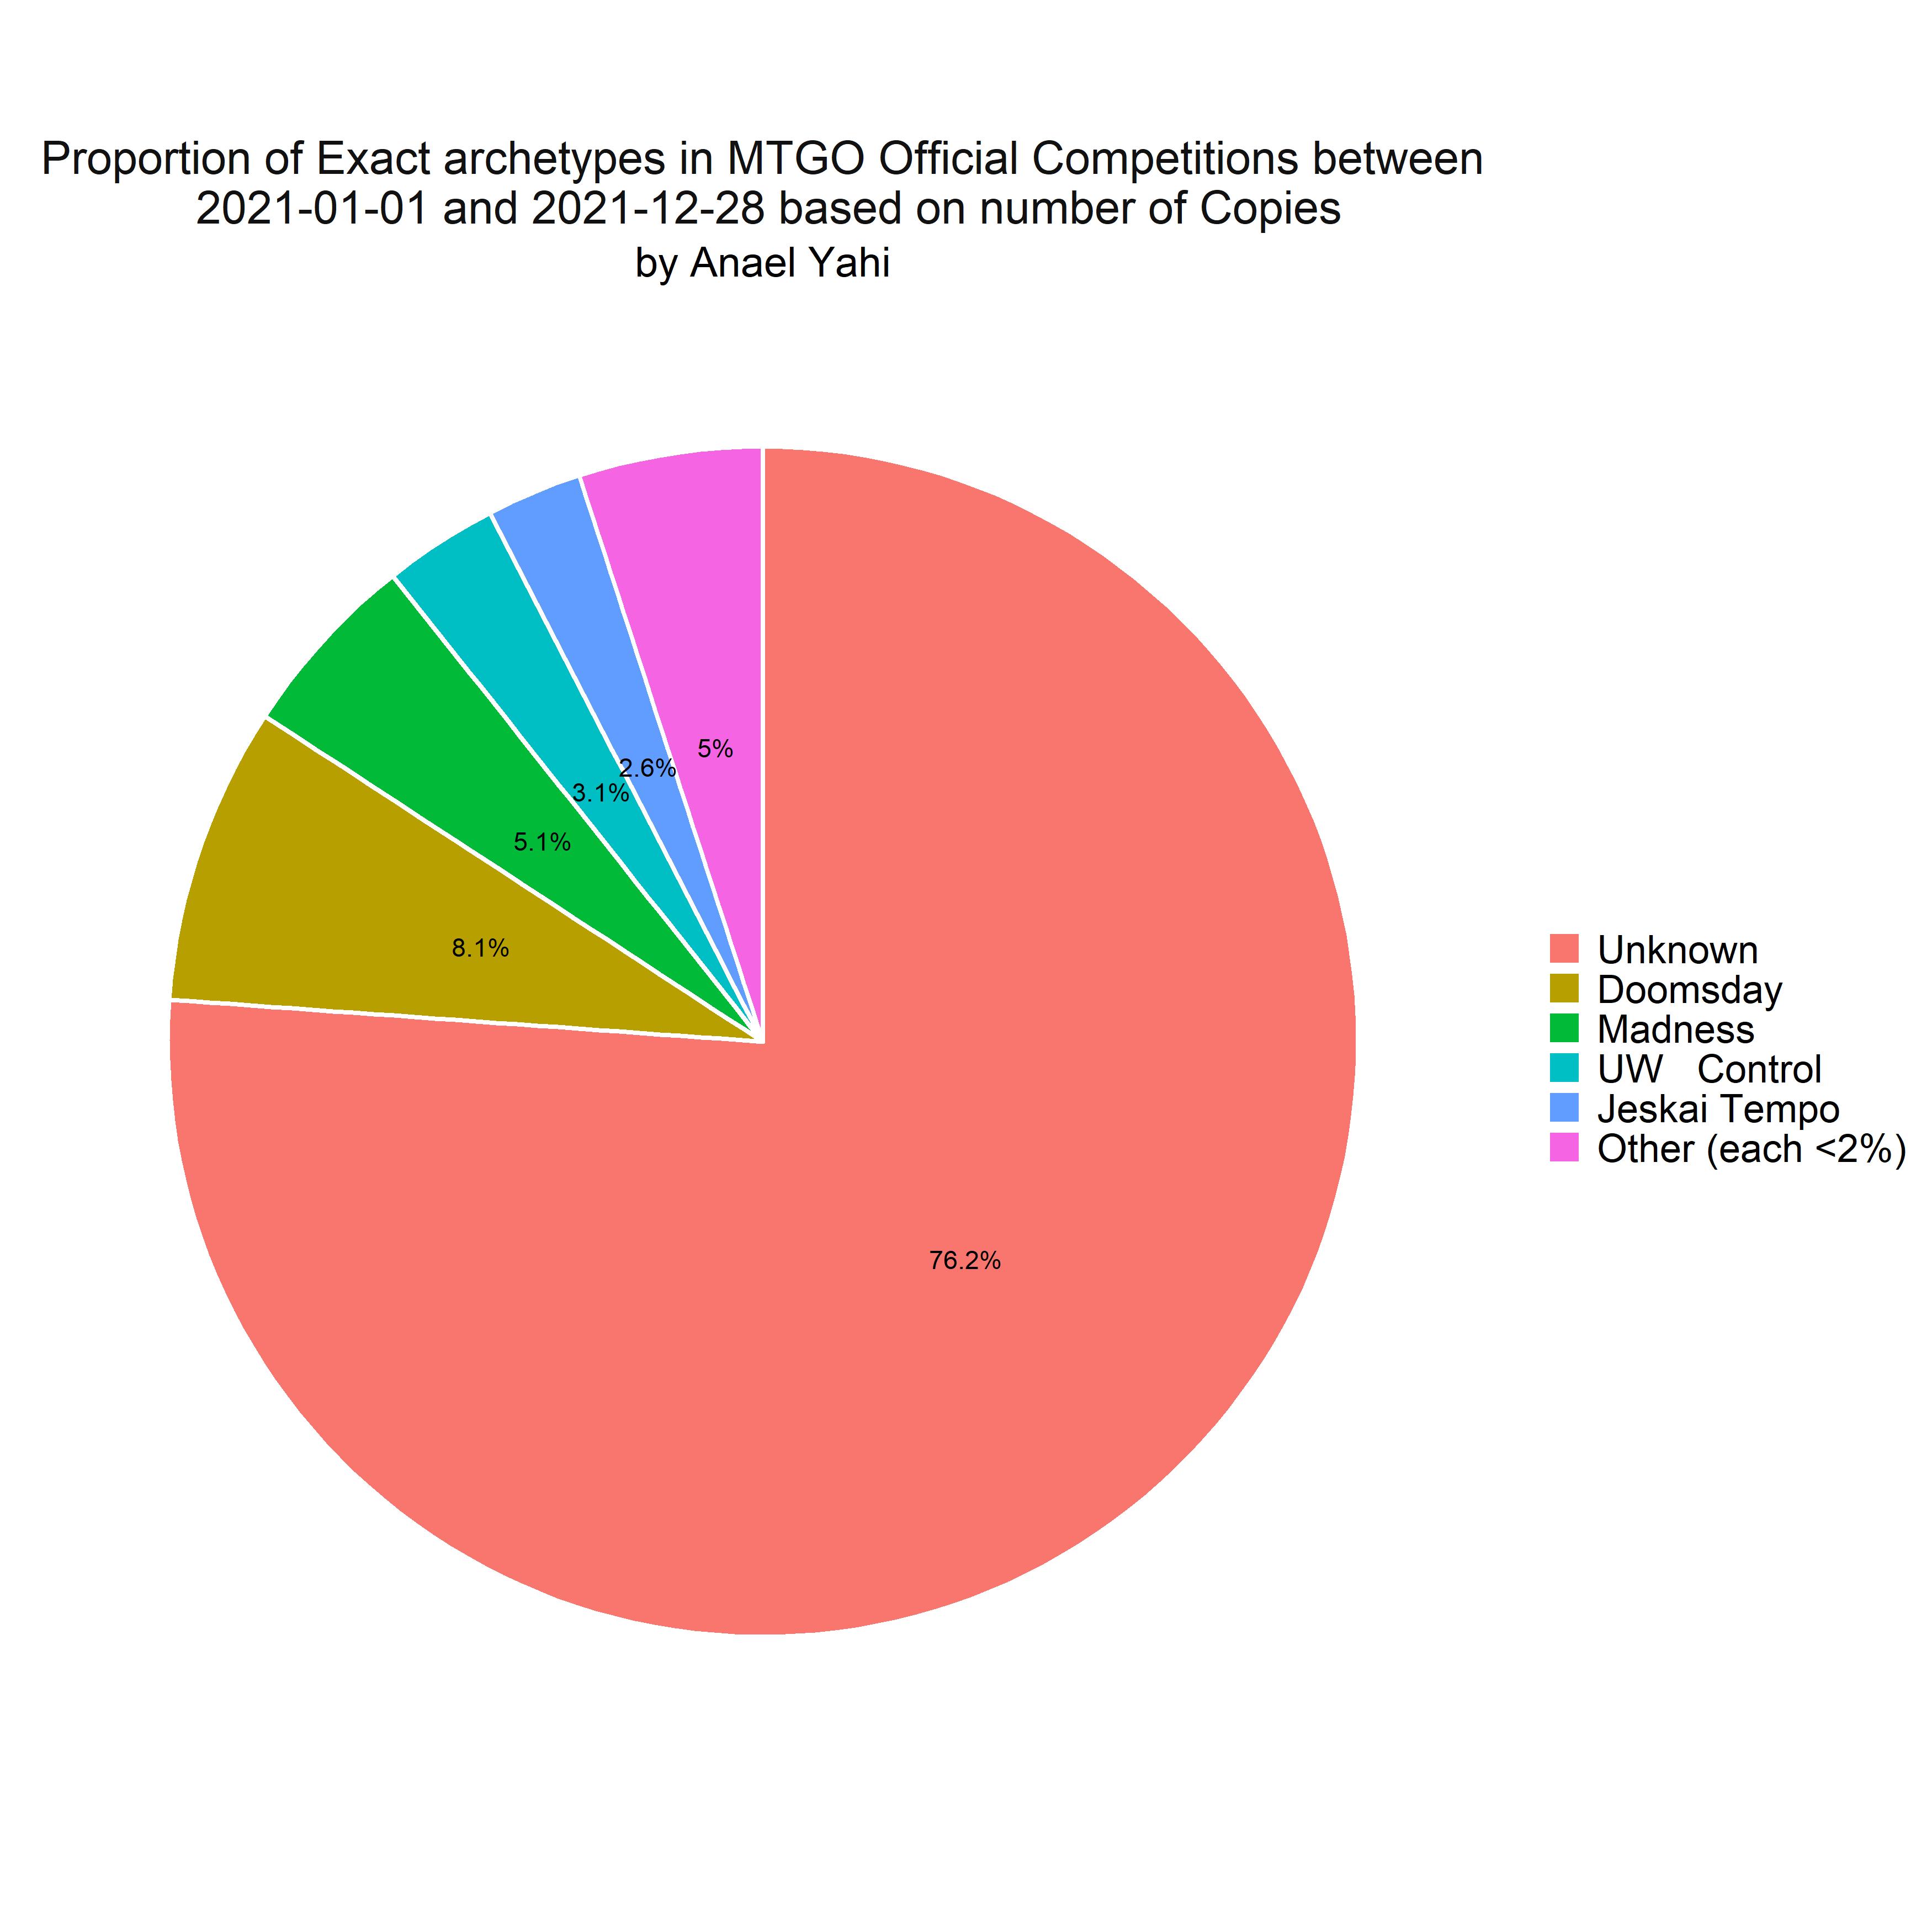 Proportion of Exact archetypes in MTGO Official Competitions between
2021-01-01 and 2021-12-28 based on number of Copies
by Anael Yahi
5%
2.6%
3.1%
5.1%
8.1%
76.2%
Unknown
Doomsday
Madness
UW   Control
Jeskai Tempo
Other (each <2%)